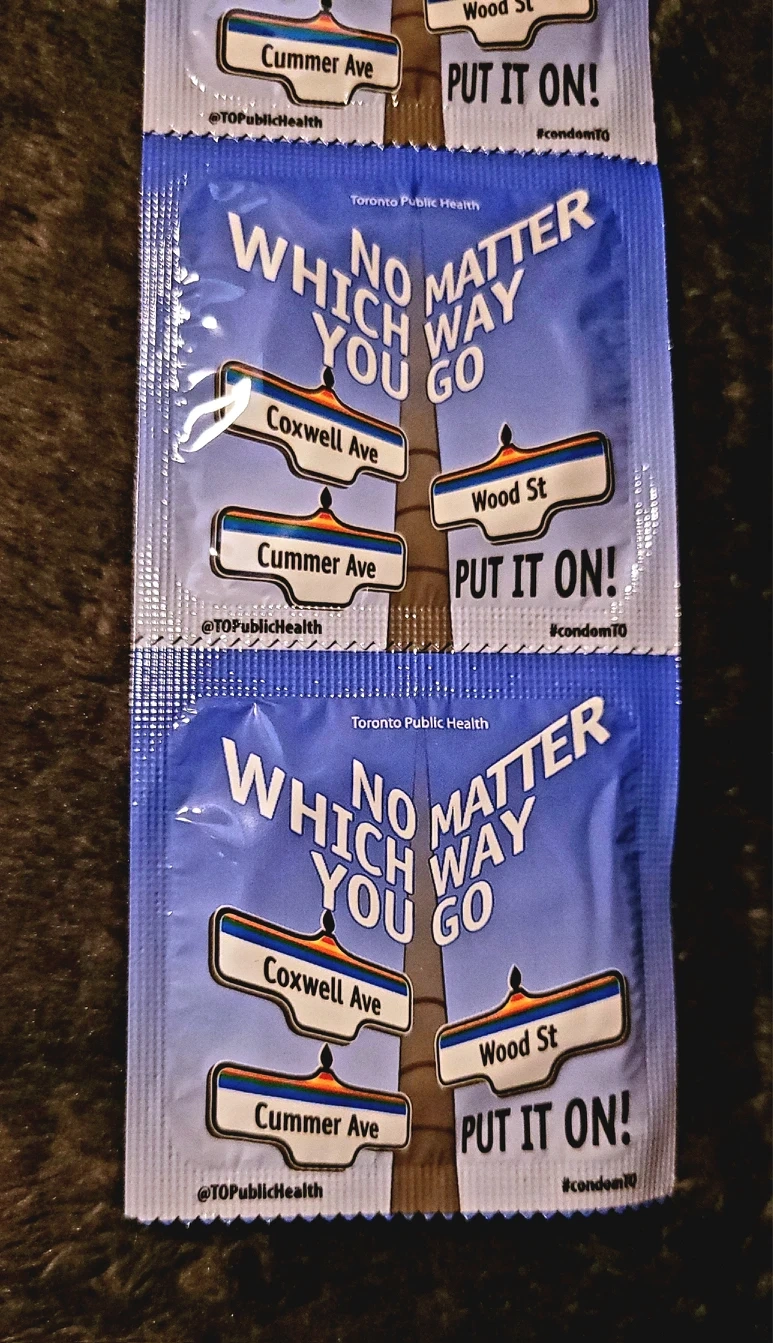 Wood St
Cummer Ave
PUT IT ON!
@TOPublicHealth
#condomTO
Toronto Public Health
NO MATTER
WHICH WAY
YOU GO
Coxwell Ave
Wood St
Cummer Ave
PUT IT ON!
@TOPublicHealth
#condomTO
Toronto Public Health
NO MATTER
WHICH WAY
YOU GO
Coxwell Ave
Wood St
Cummer Ave
PUT IT ON!
@TOPublicHealth
#condomTO